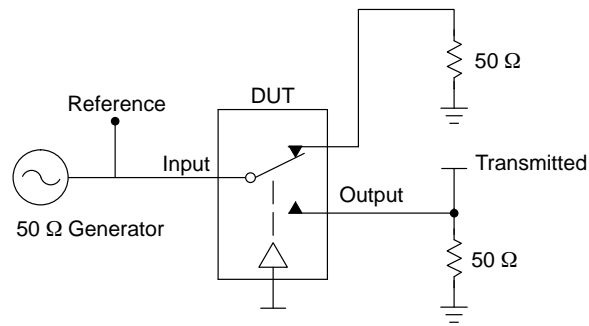 50 Ω
DUT
Reference
Input
Transmitted
Output
50 Ω Generator
50 Ω